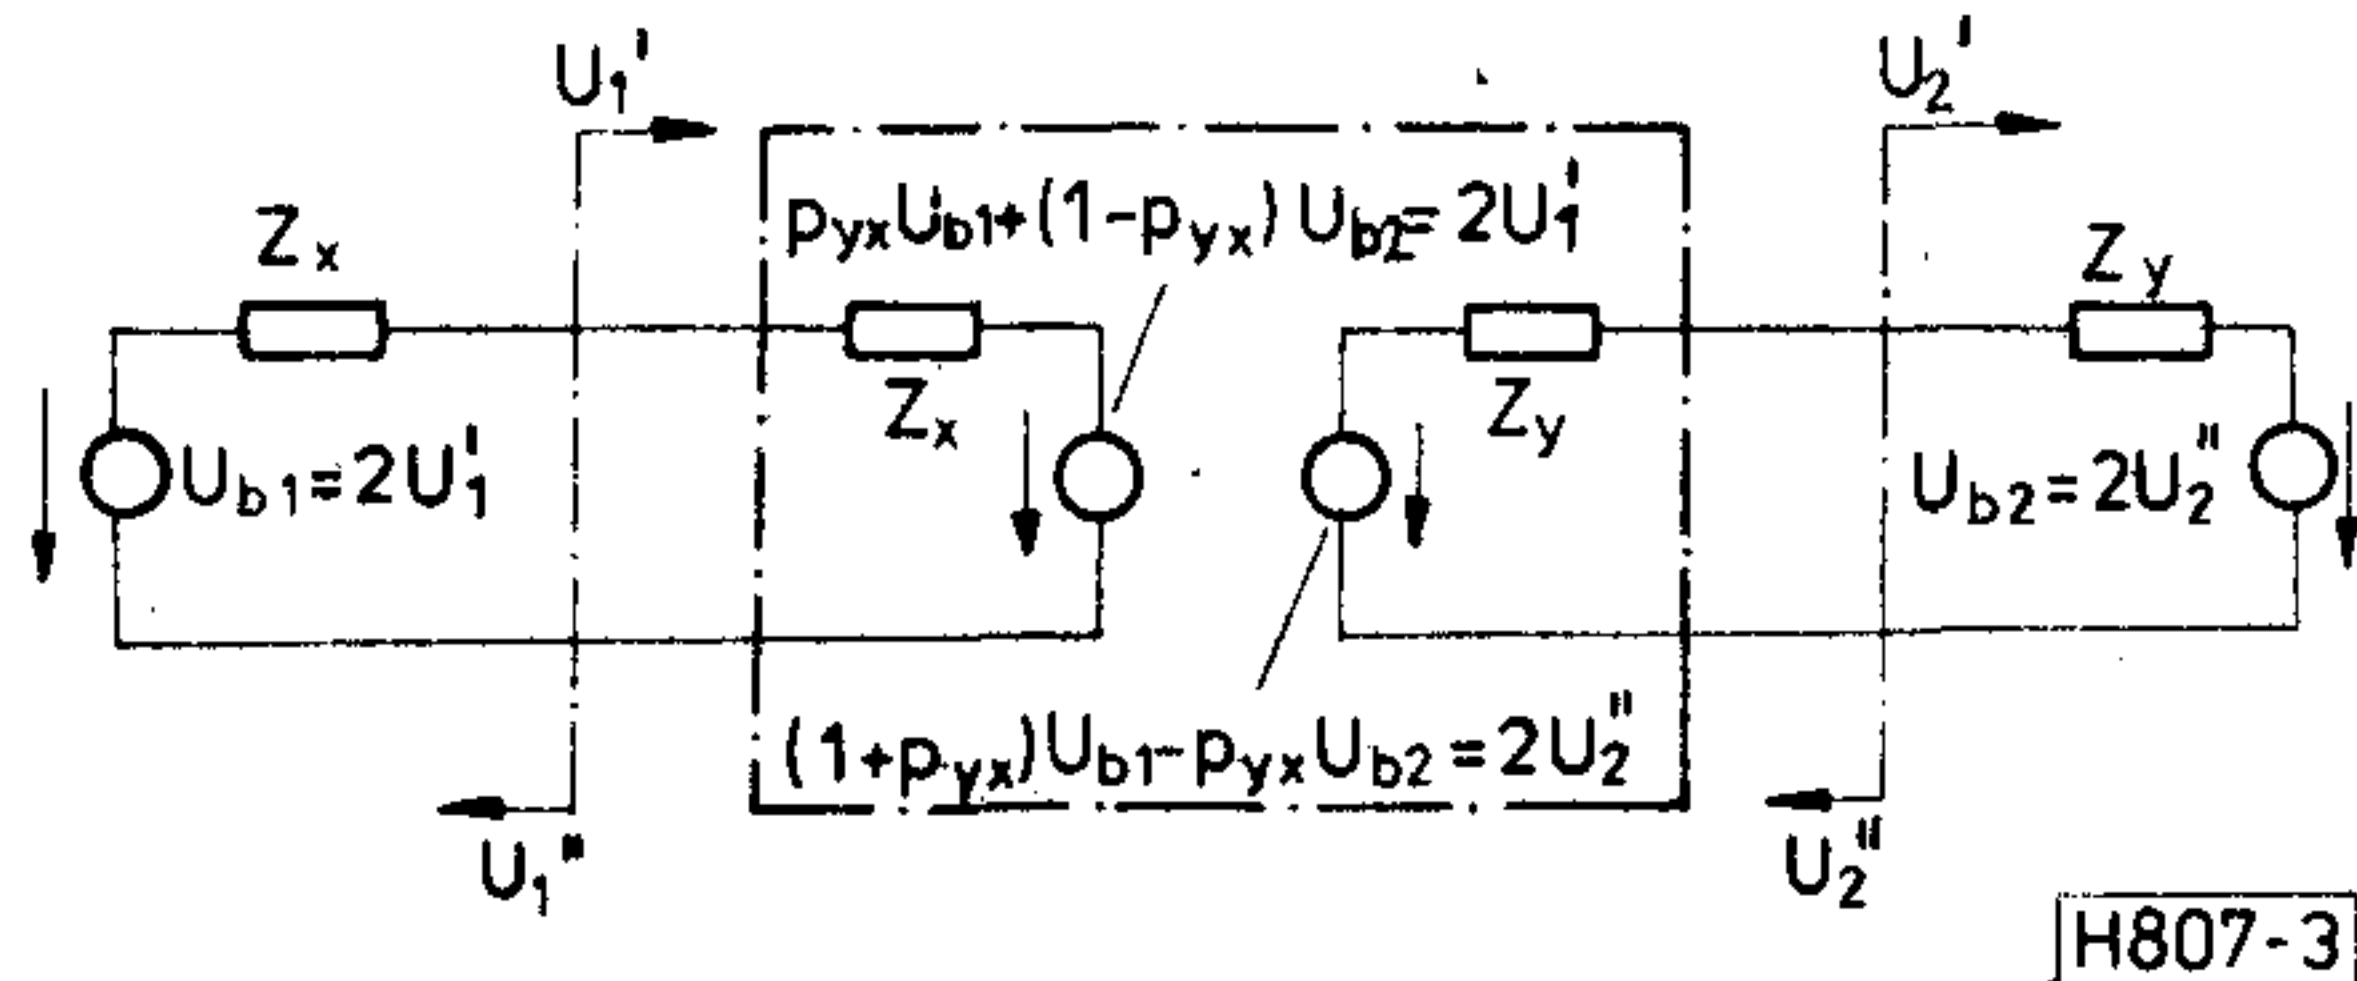 U₁'
U₂'
pyxUb1+(1-pyx)Ub2=2U₁'
Zx
Zy
Zx
Zy
Ub1=2U₁'
Ub2=2U₂"
(1+pyx)Ub1-pyxUb2=2U₂"
U₁"
U₂"
H807-3